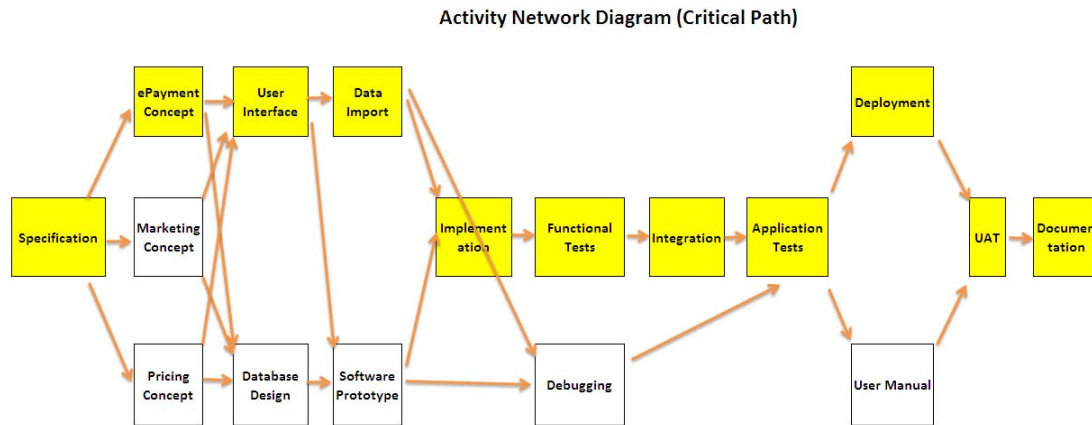 Activity Network Diagram (Critical Path)
ePayment
Concept
User
Interface
Data
Import
Deployment
Specification
Marketing
Concept
Implement
ation
Functional
Tests
Integration
Application
Tests
UAT
Documen
tation
Pricing
Concept
Database
Design
Software
Prototype
Debugging
User Manual